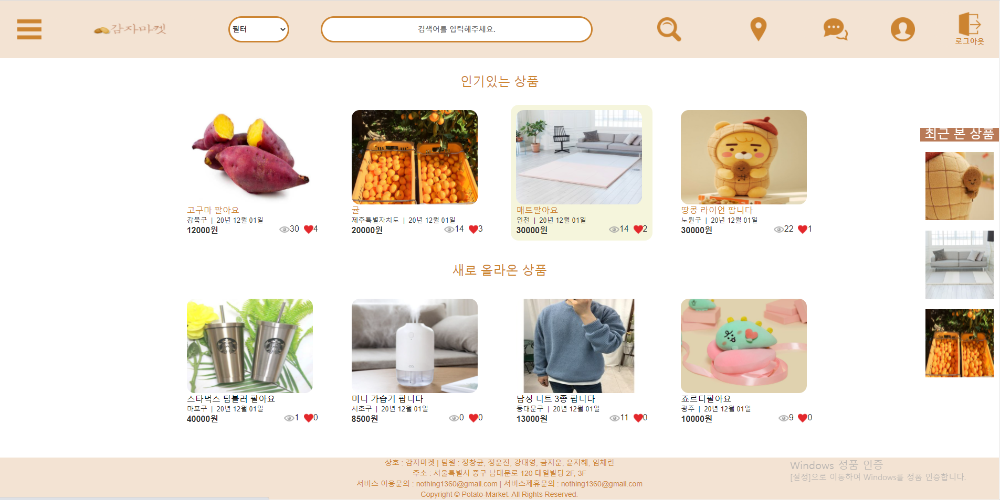 감자마켓
필터
검색어를 입력해주세요.
로그아웃
인기있는 상품
최근 본 상품
고구마 팔아요
강북구 | 20년 12월 01일
12000원 30 4
귤
제주특별자치도 | 20년 12월 01일
20000원 14 3
매트팔아요
인천 | 20년 12월 01일
30000원 14 2
땅콩 라이언 팝니다
노원구 | 20년 12월 01일
30000원 22 1
새로 올라온 상품
스타벅스 텀블러 팔아요
마포구 | 20년 12월 01일
40000원 1 0
미니 가습기 팝니다
서초구 | 20년 12월 01일
8500원 0 0
남성 니트 3종 팝니다
동대문구 | 20년 12월 01일
13000원 11 0
죠르디팔아요
광주 | 20년 12월 01일
10000원 9 0
상호 : 감자마켓 | 팀원 : 정창균, 정운진, 강대영, 금지운, 윤지혜, 임채린
주소 : 서울특별시 중구 남대문로 120 대일빌딩 2F, 3F
서비스 이용문의 : nothing1360@gmail.com | 서비스제휴문의 : nothing1360@gmail.com
Copyright © Potato-Market. All Rights Reserved.
Windows 정품 인증
[설정]으로 이동하여 Windows를 정품 인증합니다.